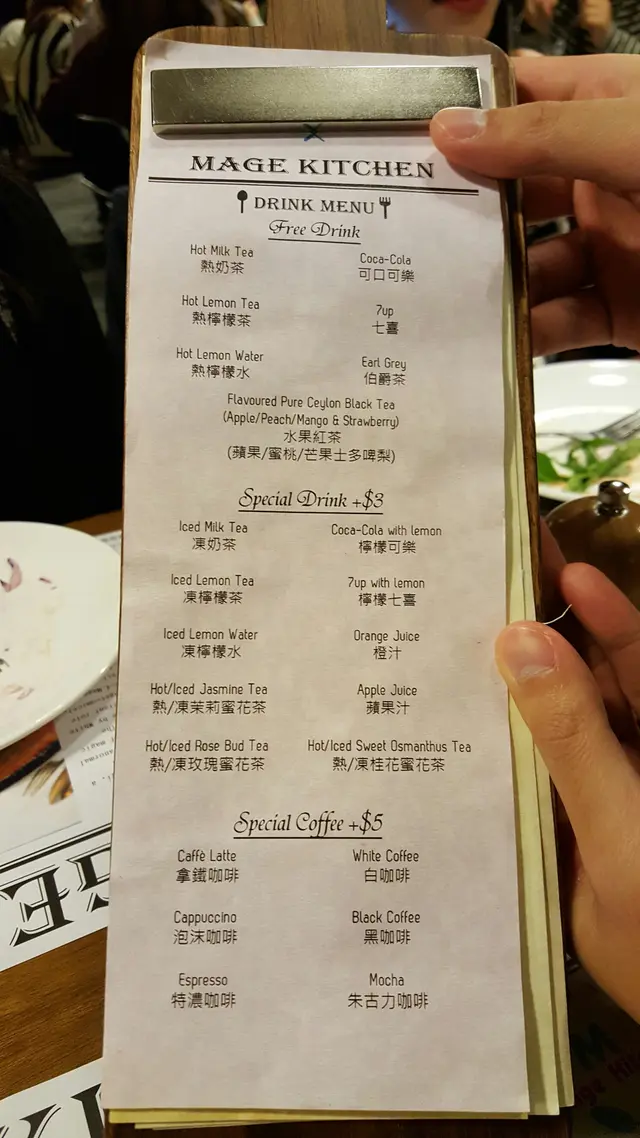 MAGE KITCHEN
DRINK MENU
Free Drink
Hot Milk Tea
熱奶茶
Coca-Cola
可口可樂
Hot Lemon Tea
熱檸檬茶
7up
七喜
Hot Lemon Water
熱檸檬水
Earl Grey
伯爵茶
Flavoured Pure Ceylon Black Tea
(Apple/Peach/Mango & Strawberry)
水果紅茶
(蘋果/蜜桃/芒果士多啤梨)
Special Drink +$3
Iced Milk Tea
凍奶茶
Coca-Cola with lemon
檸檬可樂
Iced Lemon Tea
凍檸檬茶
7up with lemon
檸檬七喜
Iced Lemon Water
凍檸檬水
Orange Juice
橙汁
Hot/Iced Jasmine Tea
熱/凍茉莉蜜花茶
Apple Juice
蘋果汁
Hot/Iced Rose Bud Tea
熱/凍玫瑰蜜花茶
Hot/Iced Sweet Osmanthus Tea
熱/凍桂花蜜花茶
Special Coffee +$5
Caffè Latte
拿鐵咖啡
White Coffee
白咖啡
Cappuccino
泡沫咖啡
Black Coffee
黑咖啡
Espresso
特濃咖啡
Mocha
朱古力咖啡